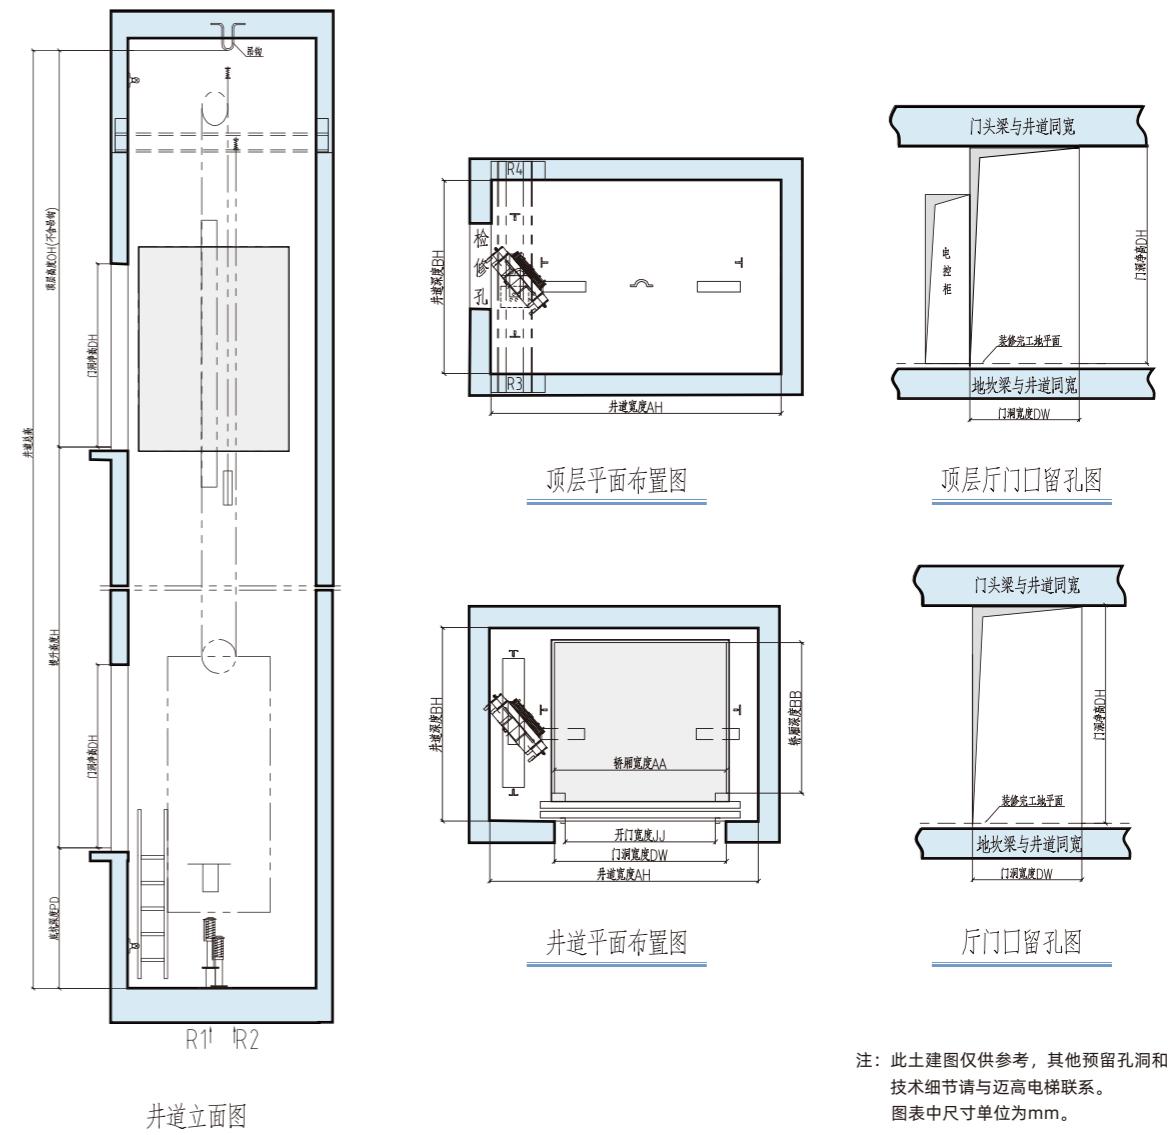 吊钩
顶层高度OH(不含吊钩)
门洞净高DH
井道总高
提升高度H
门洞净高DH
底坑深度PD
R1
R2
井道立面图
R4
检修孔
井道深度BH
R3
井道宽度AH
顶层平面布置图
门头梁与井道同宽
电控柜
门洞净高DH
装修完工地平面
地坎梁与井道同宽
门洞宽度DW
顶层厅门口留孔图
井道深度BH
轿厢深度BB
轿厢宽度AA
开门宽度JJ
门洞宽度DW
井道宽度AH
井道平面布置图
门头梁与井道同宽
门洞净高DH
装修完工地平面
地坎梁与井道同宽
门洞宽度DW
厅门口留孔图
注：此土建图仅供参考，其他预留孔洞和
技术细节请与迈高电梯联系。
图表中尺寸单位为mm。